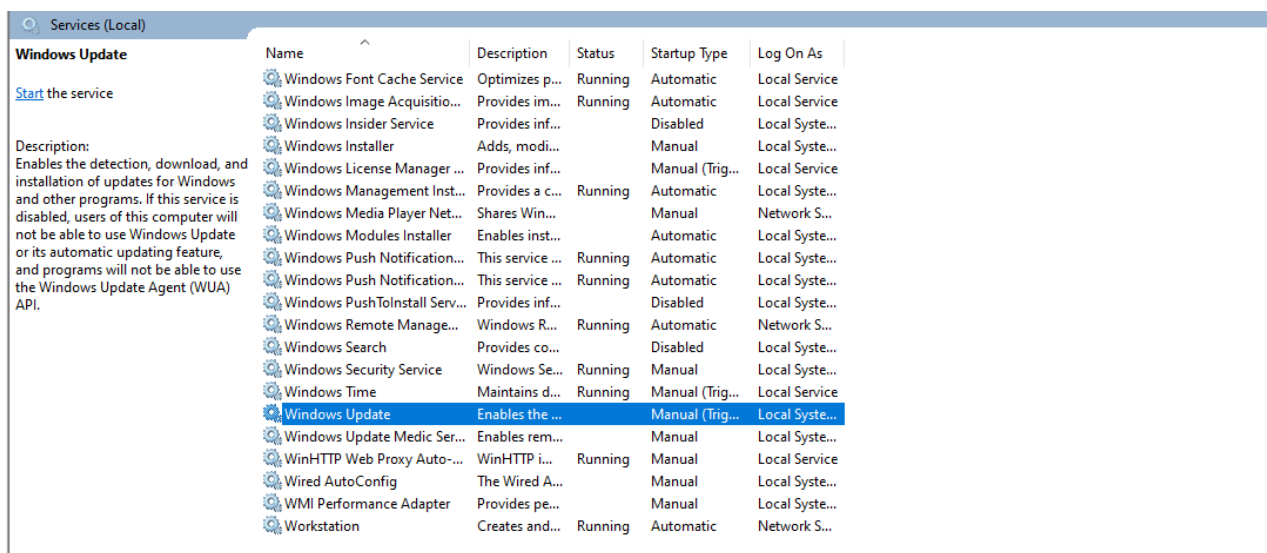 Services (Local)
Windows Update
Start the service
Description:
Enables the detection, download, and
installation of updates for Windows
and other programs. If this service is
disabled, users of this computer will
not be able to use Windows Update
or its automatic updating feature,
and programs will not be able to use
the Windows Update Agent (WUA)
API.
Name Description Status Startup Type Log On As
Windows Font Cache Service Optimizes p... Running Automatic Local Service
Windows Image Acquisitio... Provides im... Running Automatic Local Service
Windows Insider Service Provides inf... Disabled Local Syste...
Windows Installer Adds, modi... Manual Local Syste...
Windows License Manager ... Provides inf... Manual (Trig... Local Service
Windows Management Inst... Provides a c... Running Automatic Local Syste...
Windows Media Player Net... Shares Win... Manual Network S...
Windows Modules Installer Enables inst... Automatic Local Syste...
Windows Push Notification... This service ... Running Automatic Local Syste...
Windows Push Notification... This service ... Running Automatic Local Syste...
Windows PushToInstall Serv... Provides inf... Disabled Local Syste...
Windows Remote Manage... Windows R... Running Automatic Network S...
Windows Search Provides co... Disabled Local Syste...
Windows Security Service Windows Se... Running Manual Local Syste...
Windows Time Maintains d... Running Manual (Trig... Local Service
Windows Update Enables the ... Manual (Trig... Local Syste...
Windows Update Medic Ser... Enables rem... Manual Local Syste...
WinHTTP Web Proxy Auto-... WinHTTP i... Running Manual Local Service
Wired AutoConfig The Wired A... Manual Local Syste...
WMI Performance Adapter Provides pe... Manual Local Syste...
Workstation Creates and... Running Automatic Network S...